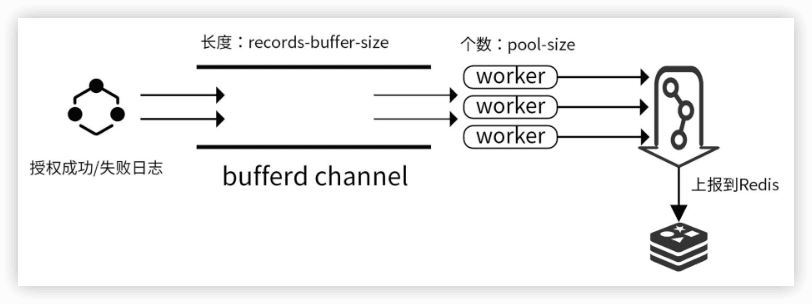 长度：records-buffer-size
个数：pool-size
worker
worker
worker
授权成功/失败日志
bufferd channel
上报到Redis